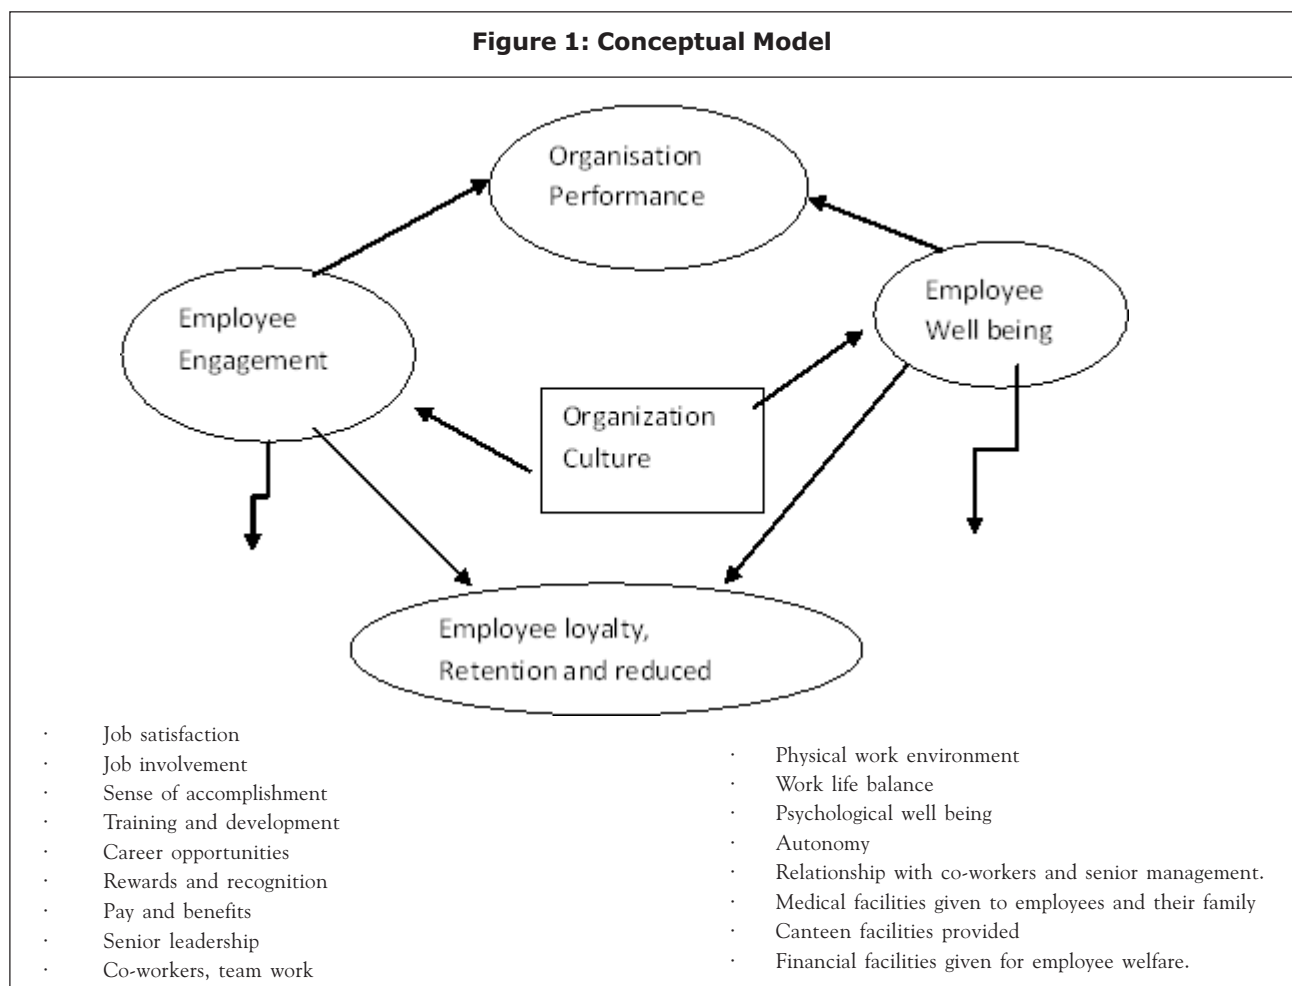 Figure 1: Conceptual Model
Organisation
Performance
Employee
Engagement
Employee
Well being
Organization
Culture
Employee loyalty,
Retention and reduced
· Job satisfaction
· Job involvement
· Sense of accomplishment
· Training and development
· Career opportunities
· Rewards and recognition
· Pay and benefits
· Senior leadership
· Co-workers, team work
· Physical work environment
· Work life balance
· Psychological well being
· Autonomy
· Relationship with co-workers and senior management.
· Medical facilities given to employees and their family
· Canteen facilities provided
· Financial facilities given for employee welfare.